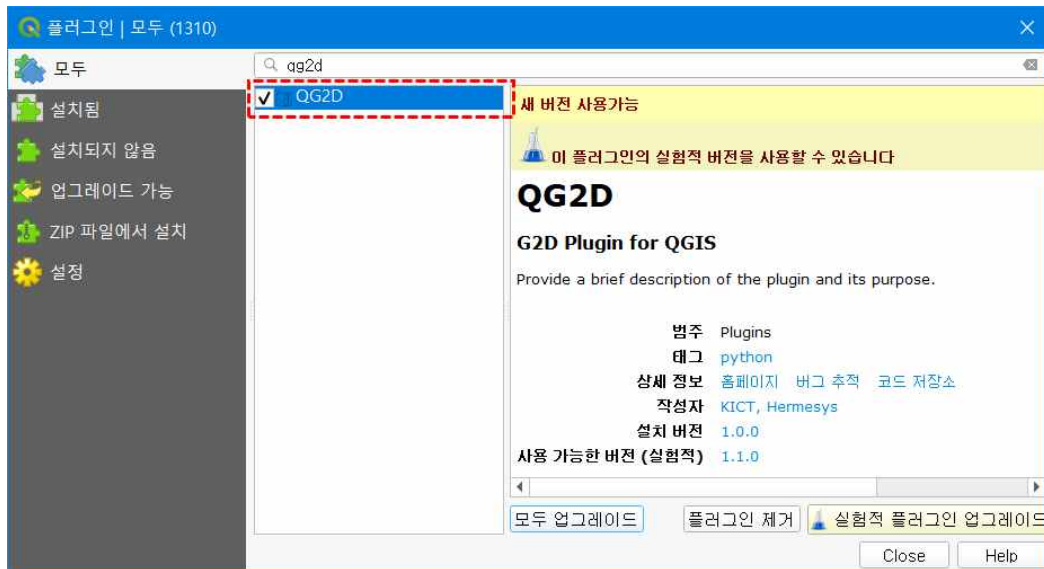 플러그인 | 모두 (1310)
모두
설치됨
설치되지 않음
업그레이드 가능
ZIP 파일에서 설치
설정
qg2d
QG2D
새 버전 사용가능
이 플러그인의 실험적 버전을 사용할 수 있습니다
QG2D
G2D Plugin for QGIS
Provide a brief description of the plugin and its purpose.
범주 Plugins
태그 python
상세 정보 홈페이지 버그 추적 코드 저장소
작성자 KICT, Hermesys
설치 버전 1.0.0
사용 가능한 버전 (실험적) 1.1.0
모두 업그레이드 플러그인 제거 실험적 플러그인 업그레이드
Close Help